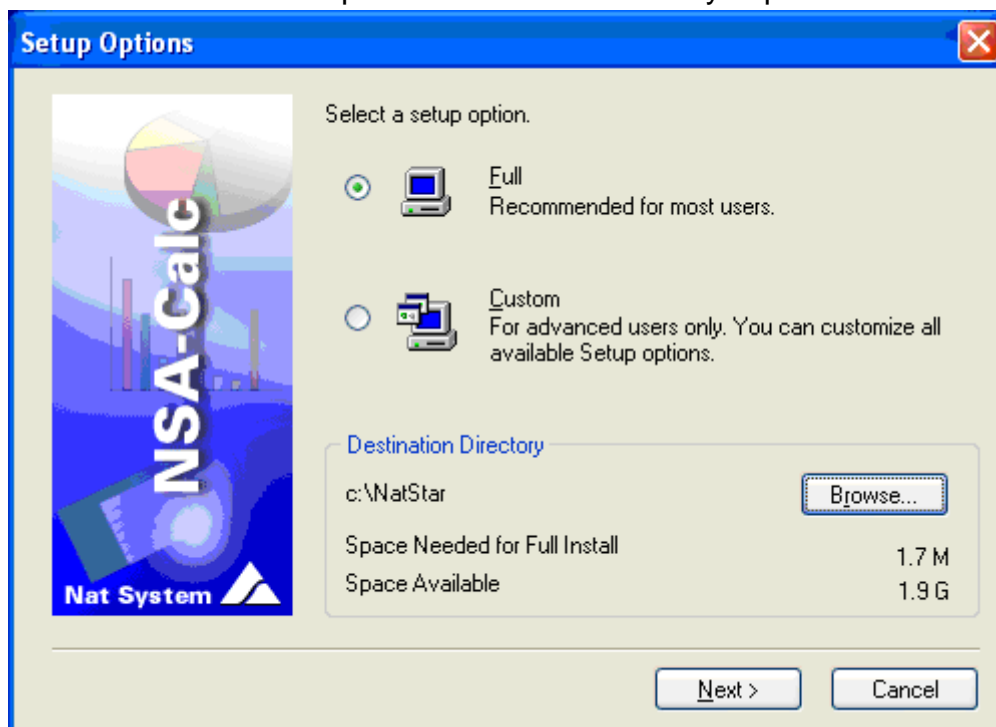 Setup Options
Select a setup option.
Full
Recommended for most users.
Custom
For advanced users only. You can customize all
available Setup options.
NSA-Calc
Nat System
Destination Directory
c:\NatStar
Browse...
Space Needed for Full Install 1.7 M
Space Available 1.9 G
Next >
Cancel